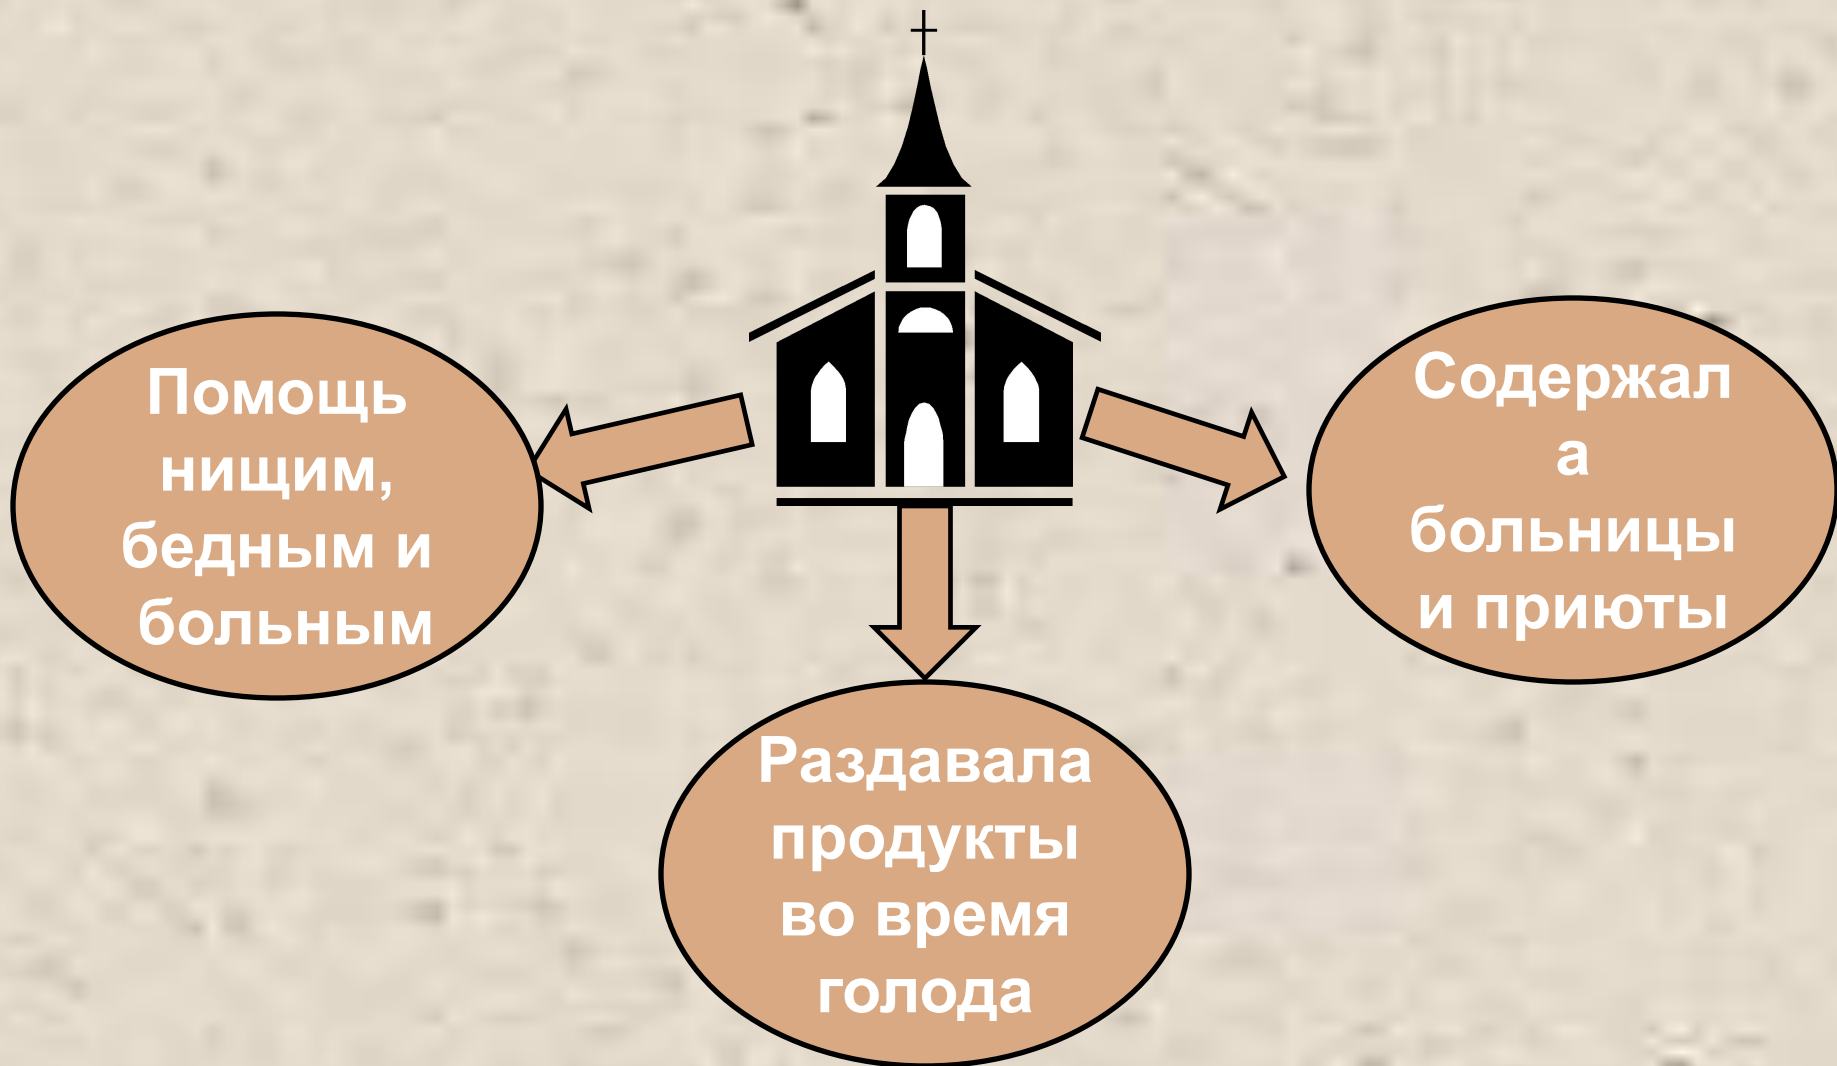 Помощь
нищим,
бедным и
больным
Содержал
а
больницы
и приюты
Раздавала
продукты
во время
голода